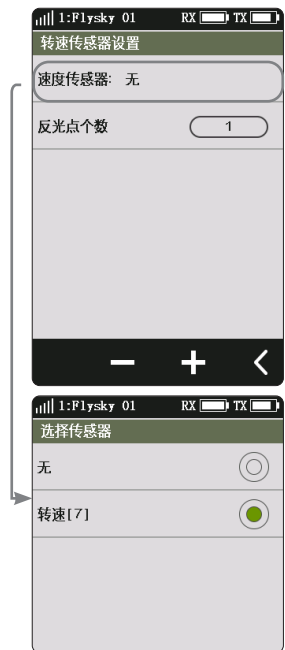 1:Flysky 01 RX TX
转速传感器设置
速度传感器: 无
反光点个数 1
1:Flysky 01 RX TX
选择传感器
无
转速[7]